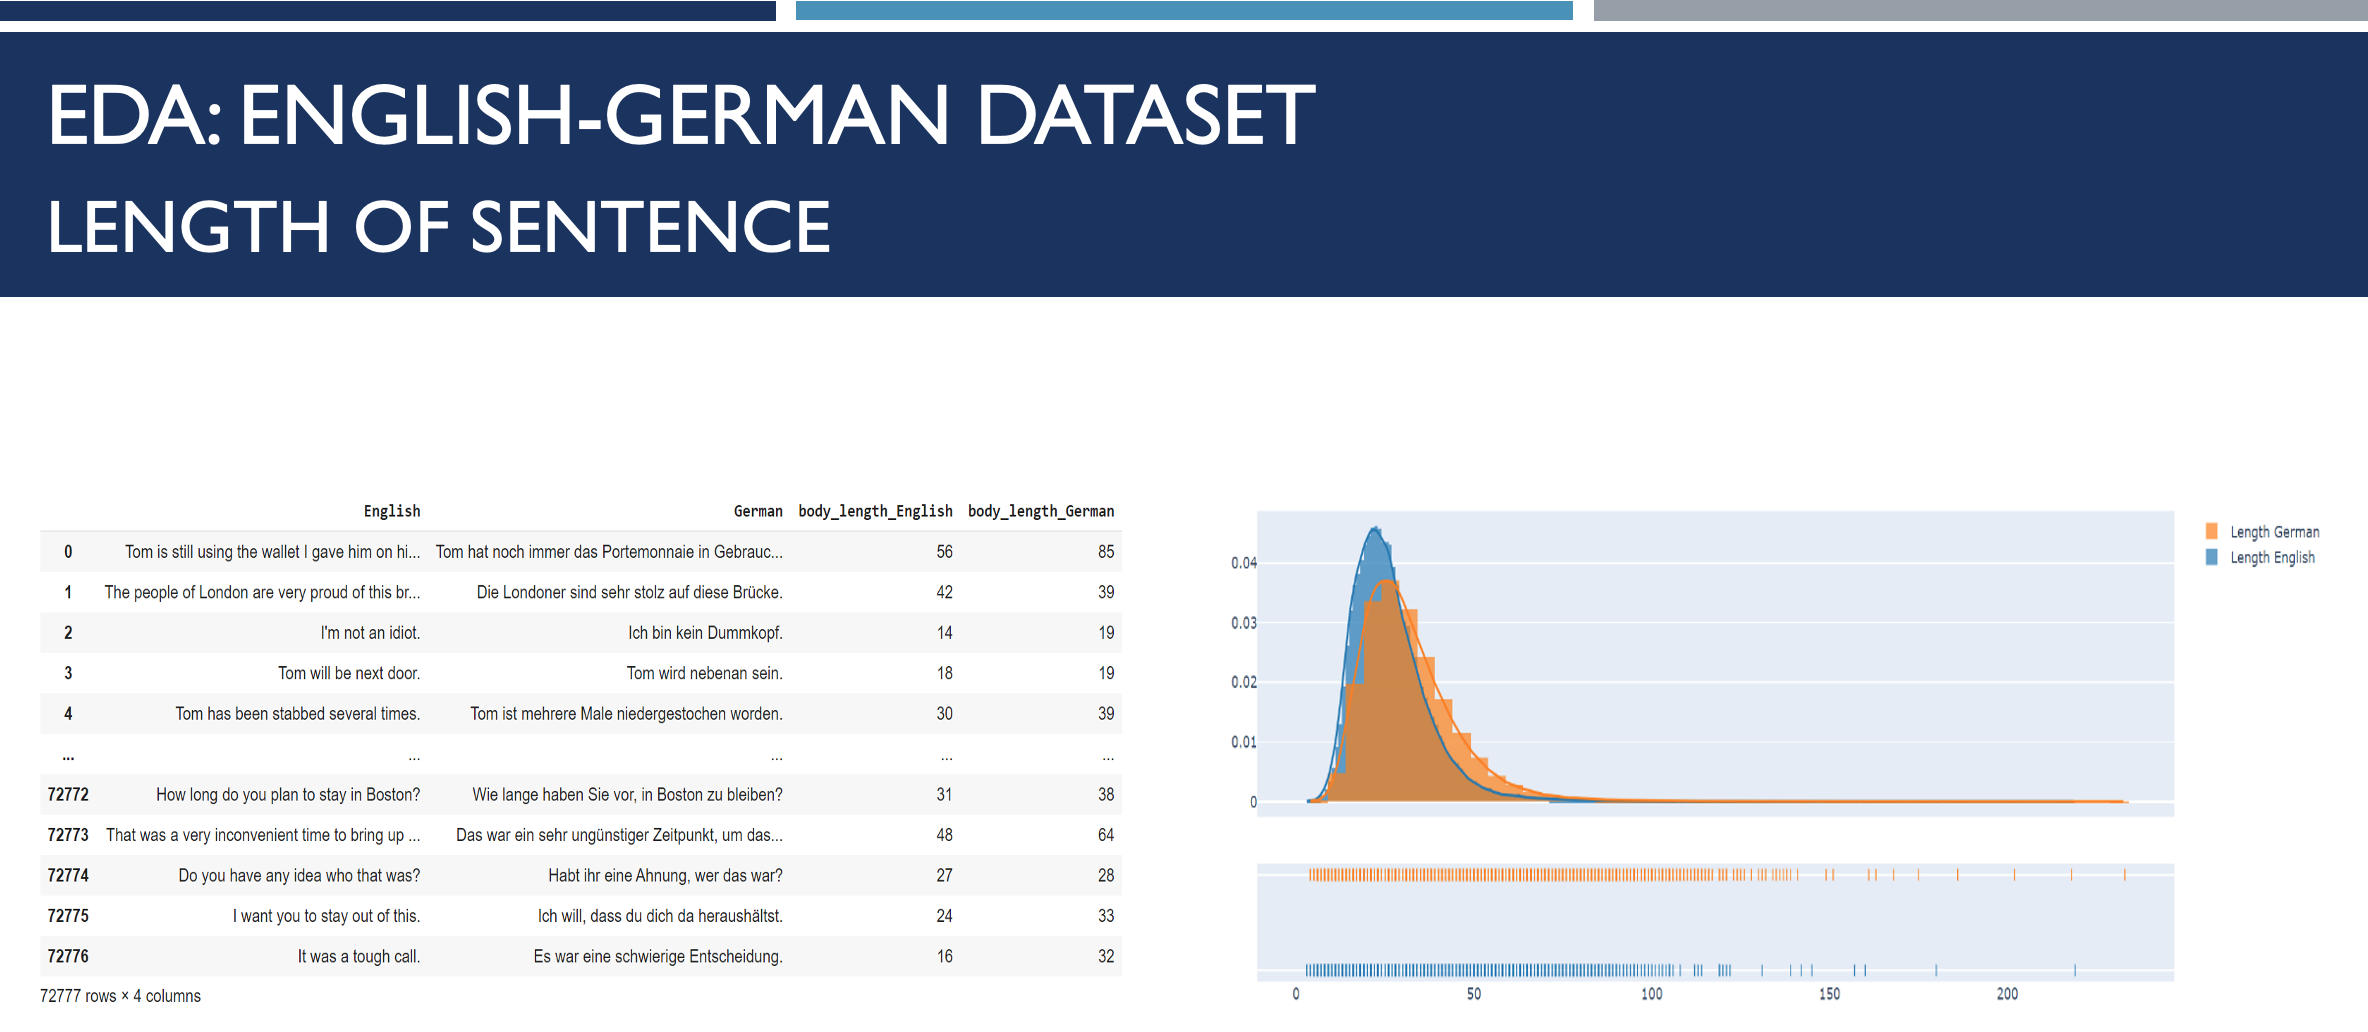 EDA: ENGLISH-GERMAN DATASET
LENGTH OF SENTENCE
English German body_length_English body_length_German
0 Tom is still using the wallet I gave him on hi... Tom hat noch immer das Portemonnaie in Gebrauc... 56 85
1 The people of London are very proud of this br... Die Londoner sind sehr stolz auf diese Brücke. 42 39
2 I'm not an idiot. Ich bin kein Dummkopf. 14 19
3 Tom will be next door. Tom wird nebenan sein. 18 19
4 Tom has been stabbed several times. Tom ist mehrere Male niedergestochen worden. 30 39
... ... ... ... ...
72772 How long do you plan to stay in Boston? Wie lange haben Sie vor, in Boston zu bleiben? 31 38
72773 That was a very inconvenient time to bring up ... Das war ein sehr ungünstiger Zeitpunkt, um das... 48 64
72774 Do you have any idea who that was? Habt ihr eine Ahnung, wer das war? 27 28
72775 I want you to stay out of this. Ich will, dass du dich da heraushältst. 24 33
72776 It was a tough call. Es war eine schwierige Entscheidung. 16 32
72777 rows × 4 columns
Length German
Length English
0.04
0.03
0.02
0.01
0
0 50 100 150 200